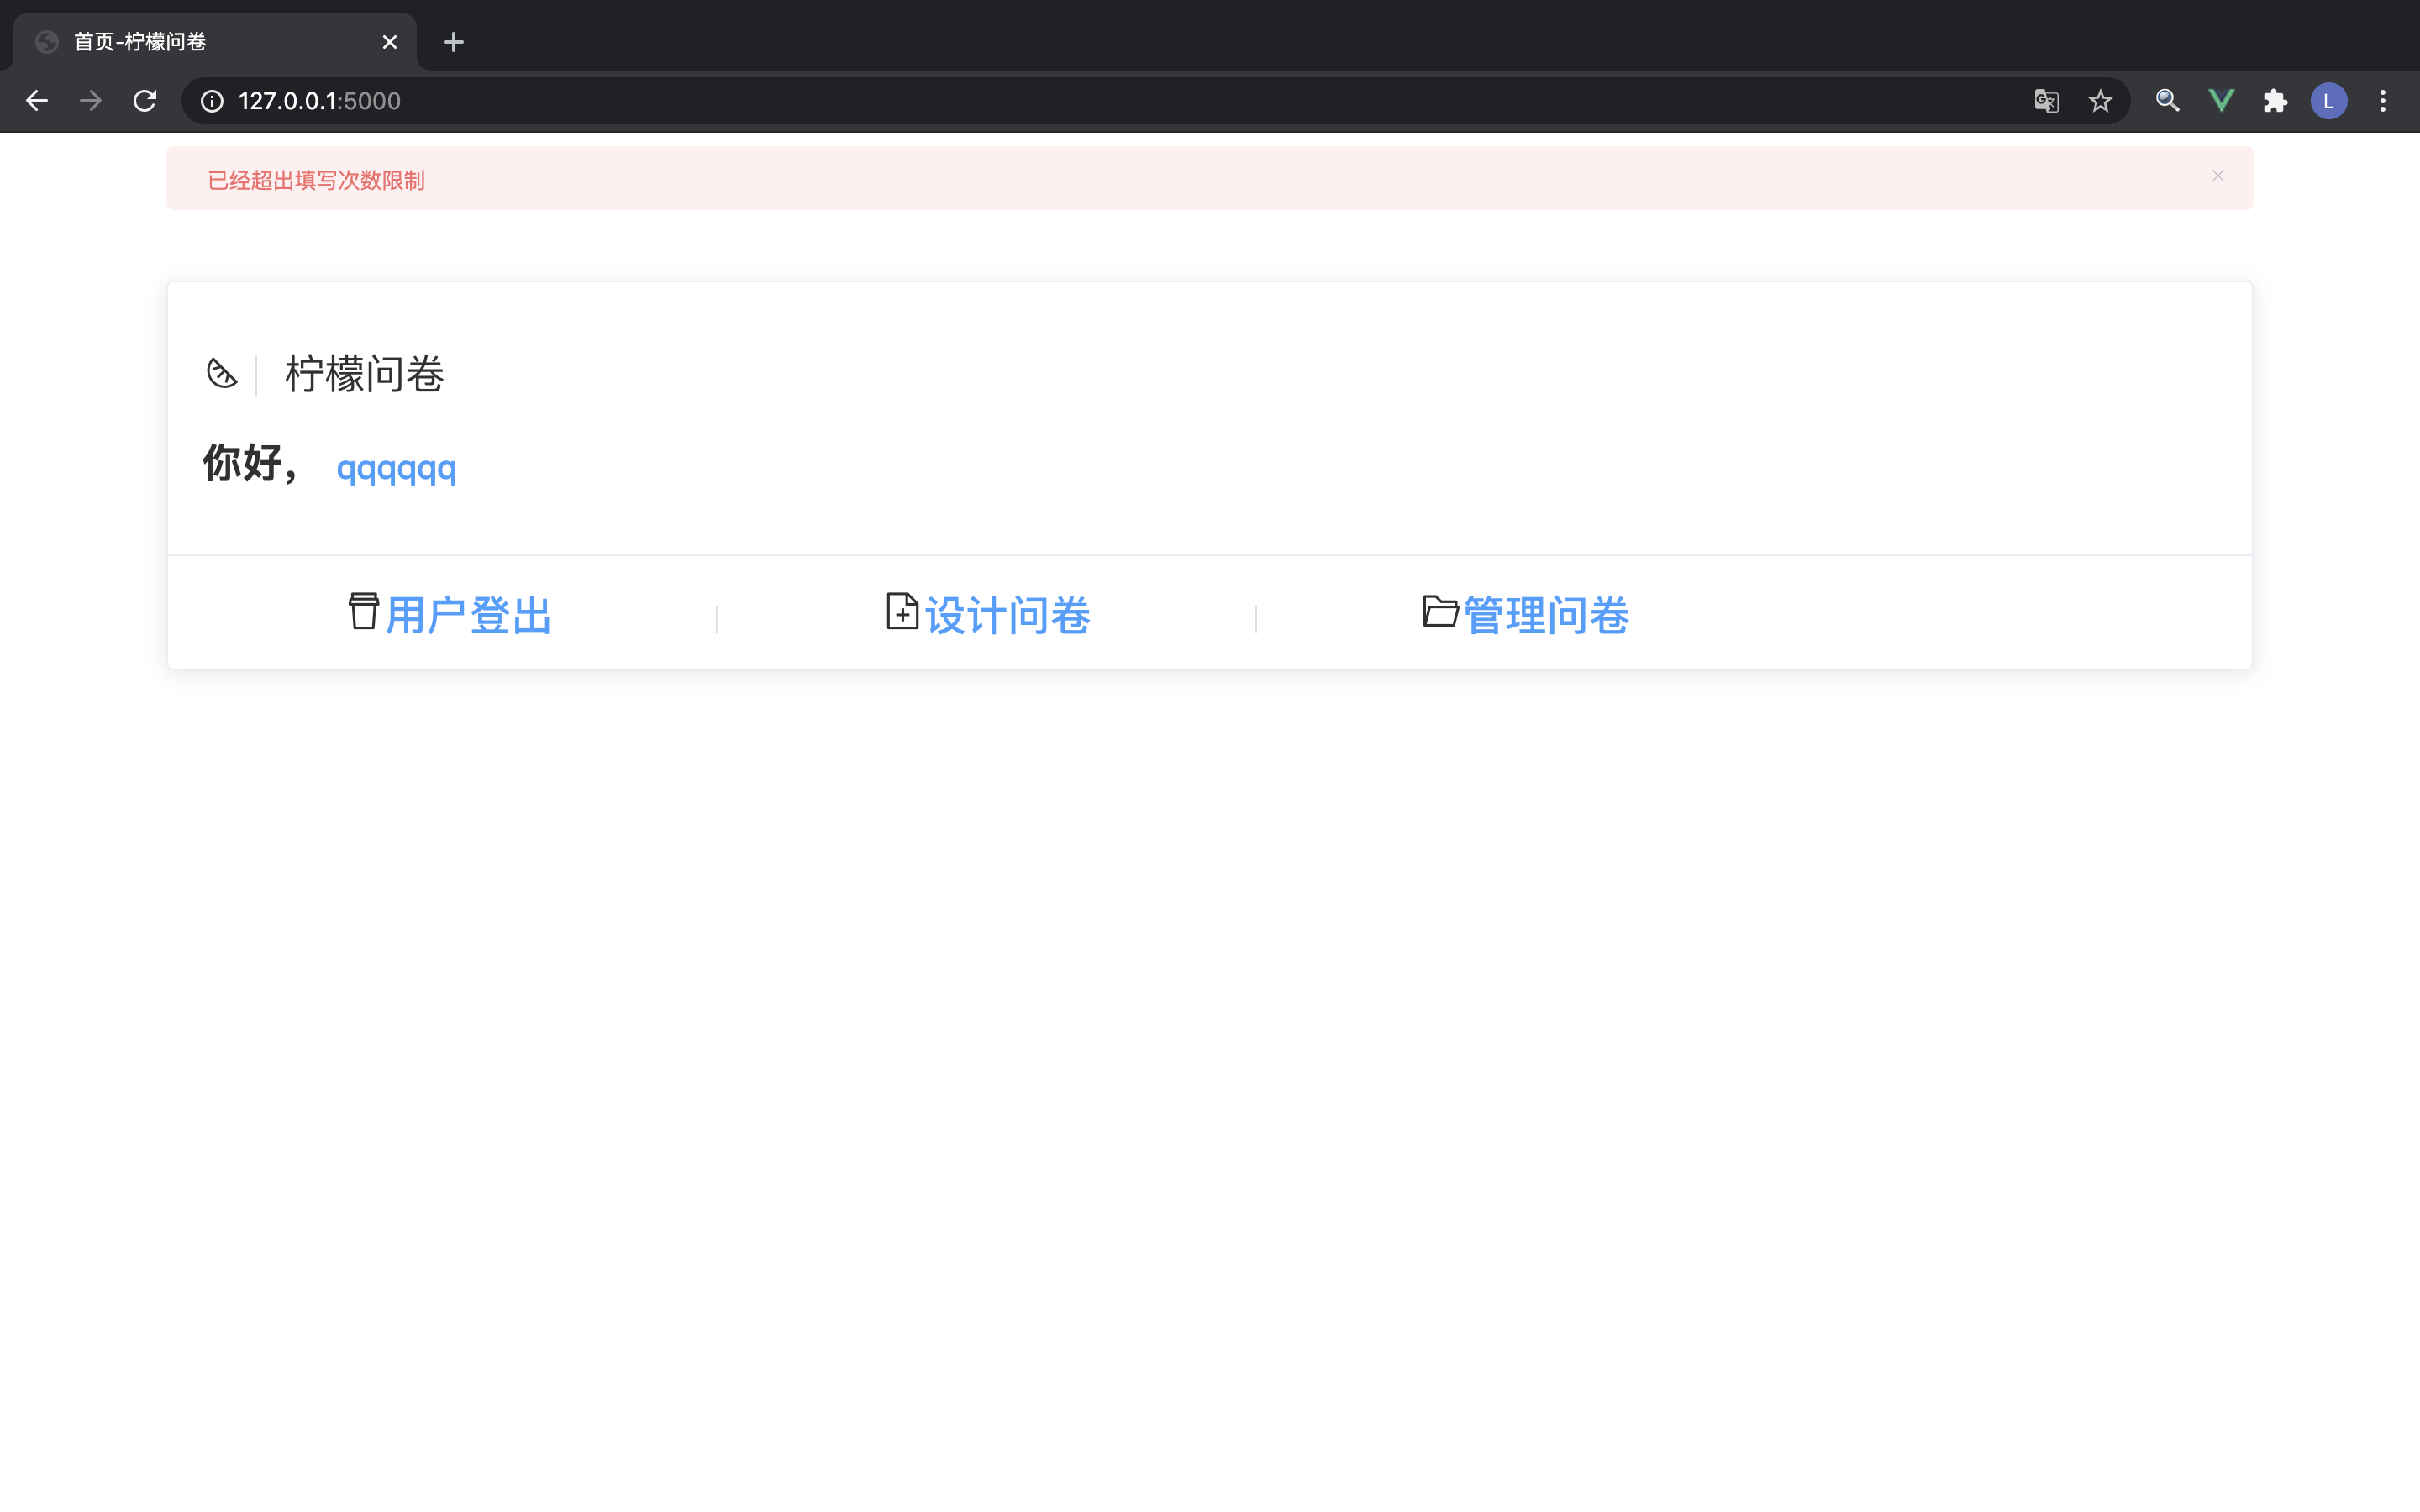 首页-柠檬问卷
127.0.0.1:5000
L
已经超出填写次数限制
柠檬问卷
你好， qqqqqq
用户登出 设计问卷 管理问卷